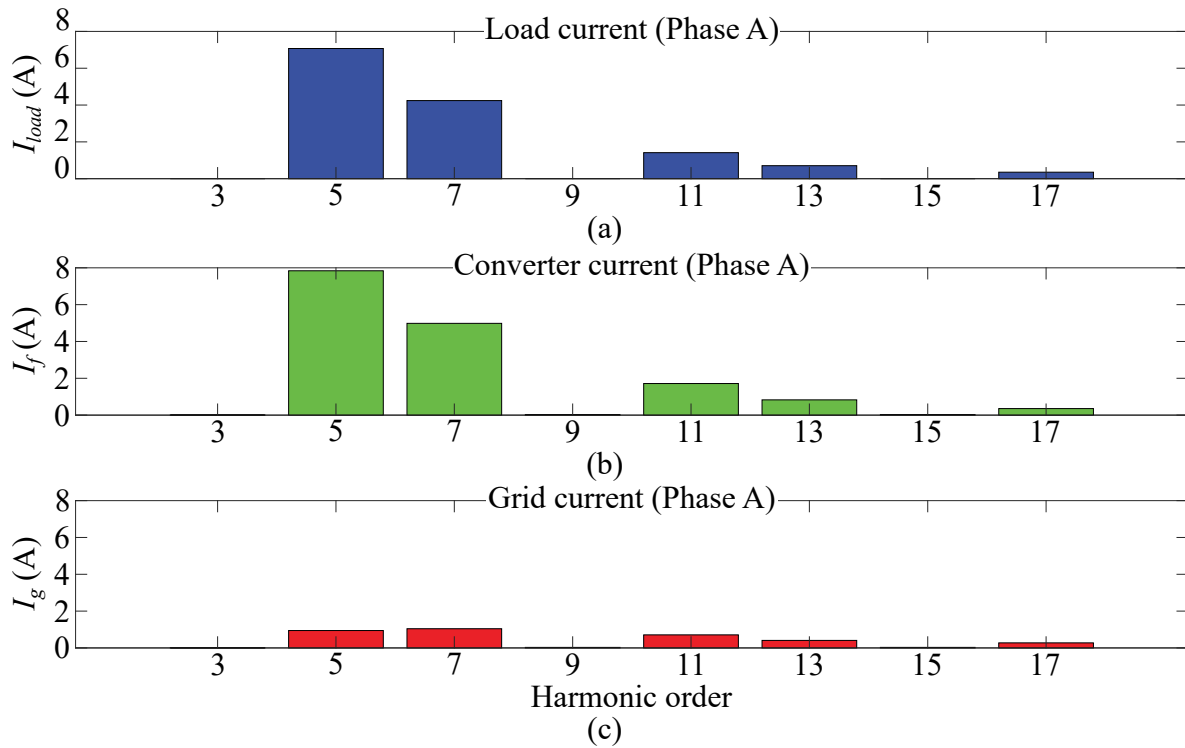 Load current (Phase A)
8
6
4
2
0
I_load (A)
3 5 7 9 11 13 15 17
(a)
Converter current (Phase A)
8
6
4
2
0
I_f (A)
3 5 7 9 11 13 15 17
(b)
Grid current (Phase A)
8
6
4
2
0
I_g (A)
3 5 7 9 11 13 15 17
Harmonic order
(c)